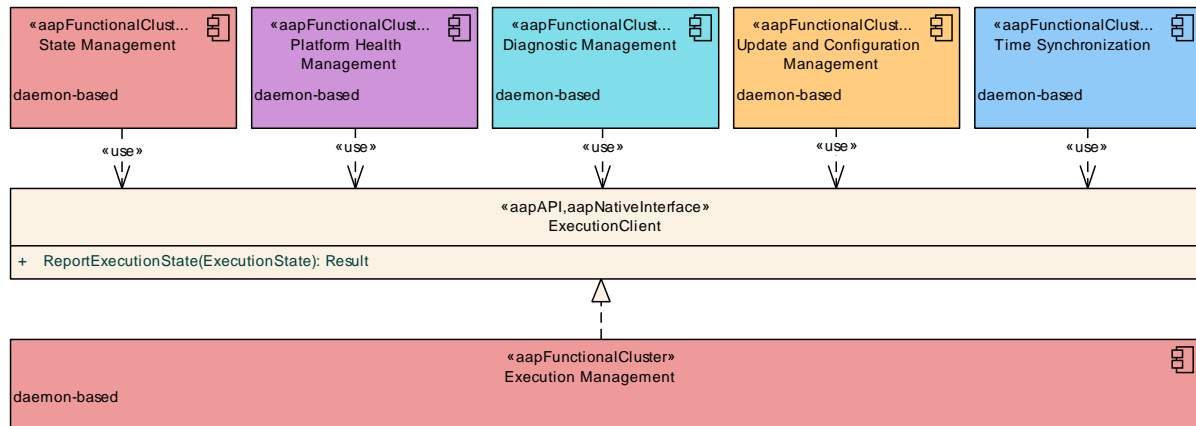 «aapFunctionalClust...
State Management
daemon-based
«aapFunctionalClust...
Platform Health
Management
daemon-based
«aapFunctionalClust...
Diagnostic Management
daemon-based
«aapFunctionalClust...
Update and Configuration
Management
daemon-based
«aapFunctionalClust...
Time Synchronization
daemon-based
«use»
«use»
«use»
«use»
«use»
«aapAPI,aapNativeInterface»
ExecutionClient
+ ReportExecutionState(ExecutionState): Result
«aapFunctionalCluster»
Execution Management
daemon-based